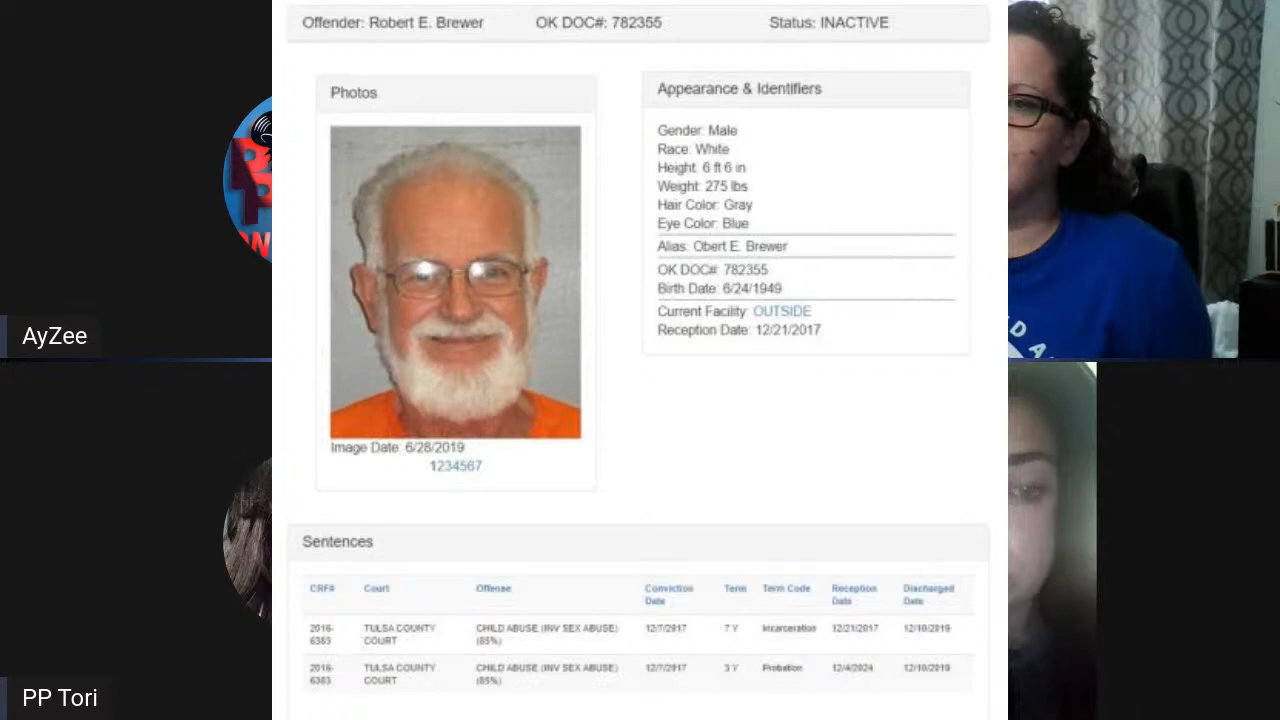 Offender: Robert E. Brewer OK DOC#: 782355 Status: INACTIVE
Photos
Appearance & Identifiers
Gender: Male
Race: White
Height: 6 ft 6 in
Weight: 275 lbs
Hair Color: Gray
Eye Color: Blue
Alias: Obert E. Brewer
OK DOC#: 782355
Birth Date: 6/24/1949
Current Facility: OUTSIDE
Reception Date: 12/21/2017
Image Date: 6/28/2019
1234567
Sentences
CRF# Court Offense Conviction Date Term Term Code Reception Date Discharged Date
2016-6383 TULSA COUNTY COURT CHILD ABUSE (INV SEX ABUSE) (85%) 12/7/2017 7 Y Incarceration 12/21/2017 12/10/2019
2016-6383 TULSA COUNTY COURT CHILD ABUSE (INV SEX ABUSE) (85%) 12/7/2017 3 Y Probation 12/4/2024 12/10/2019
AyZee
PP Tori